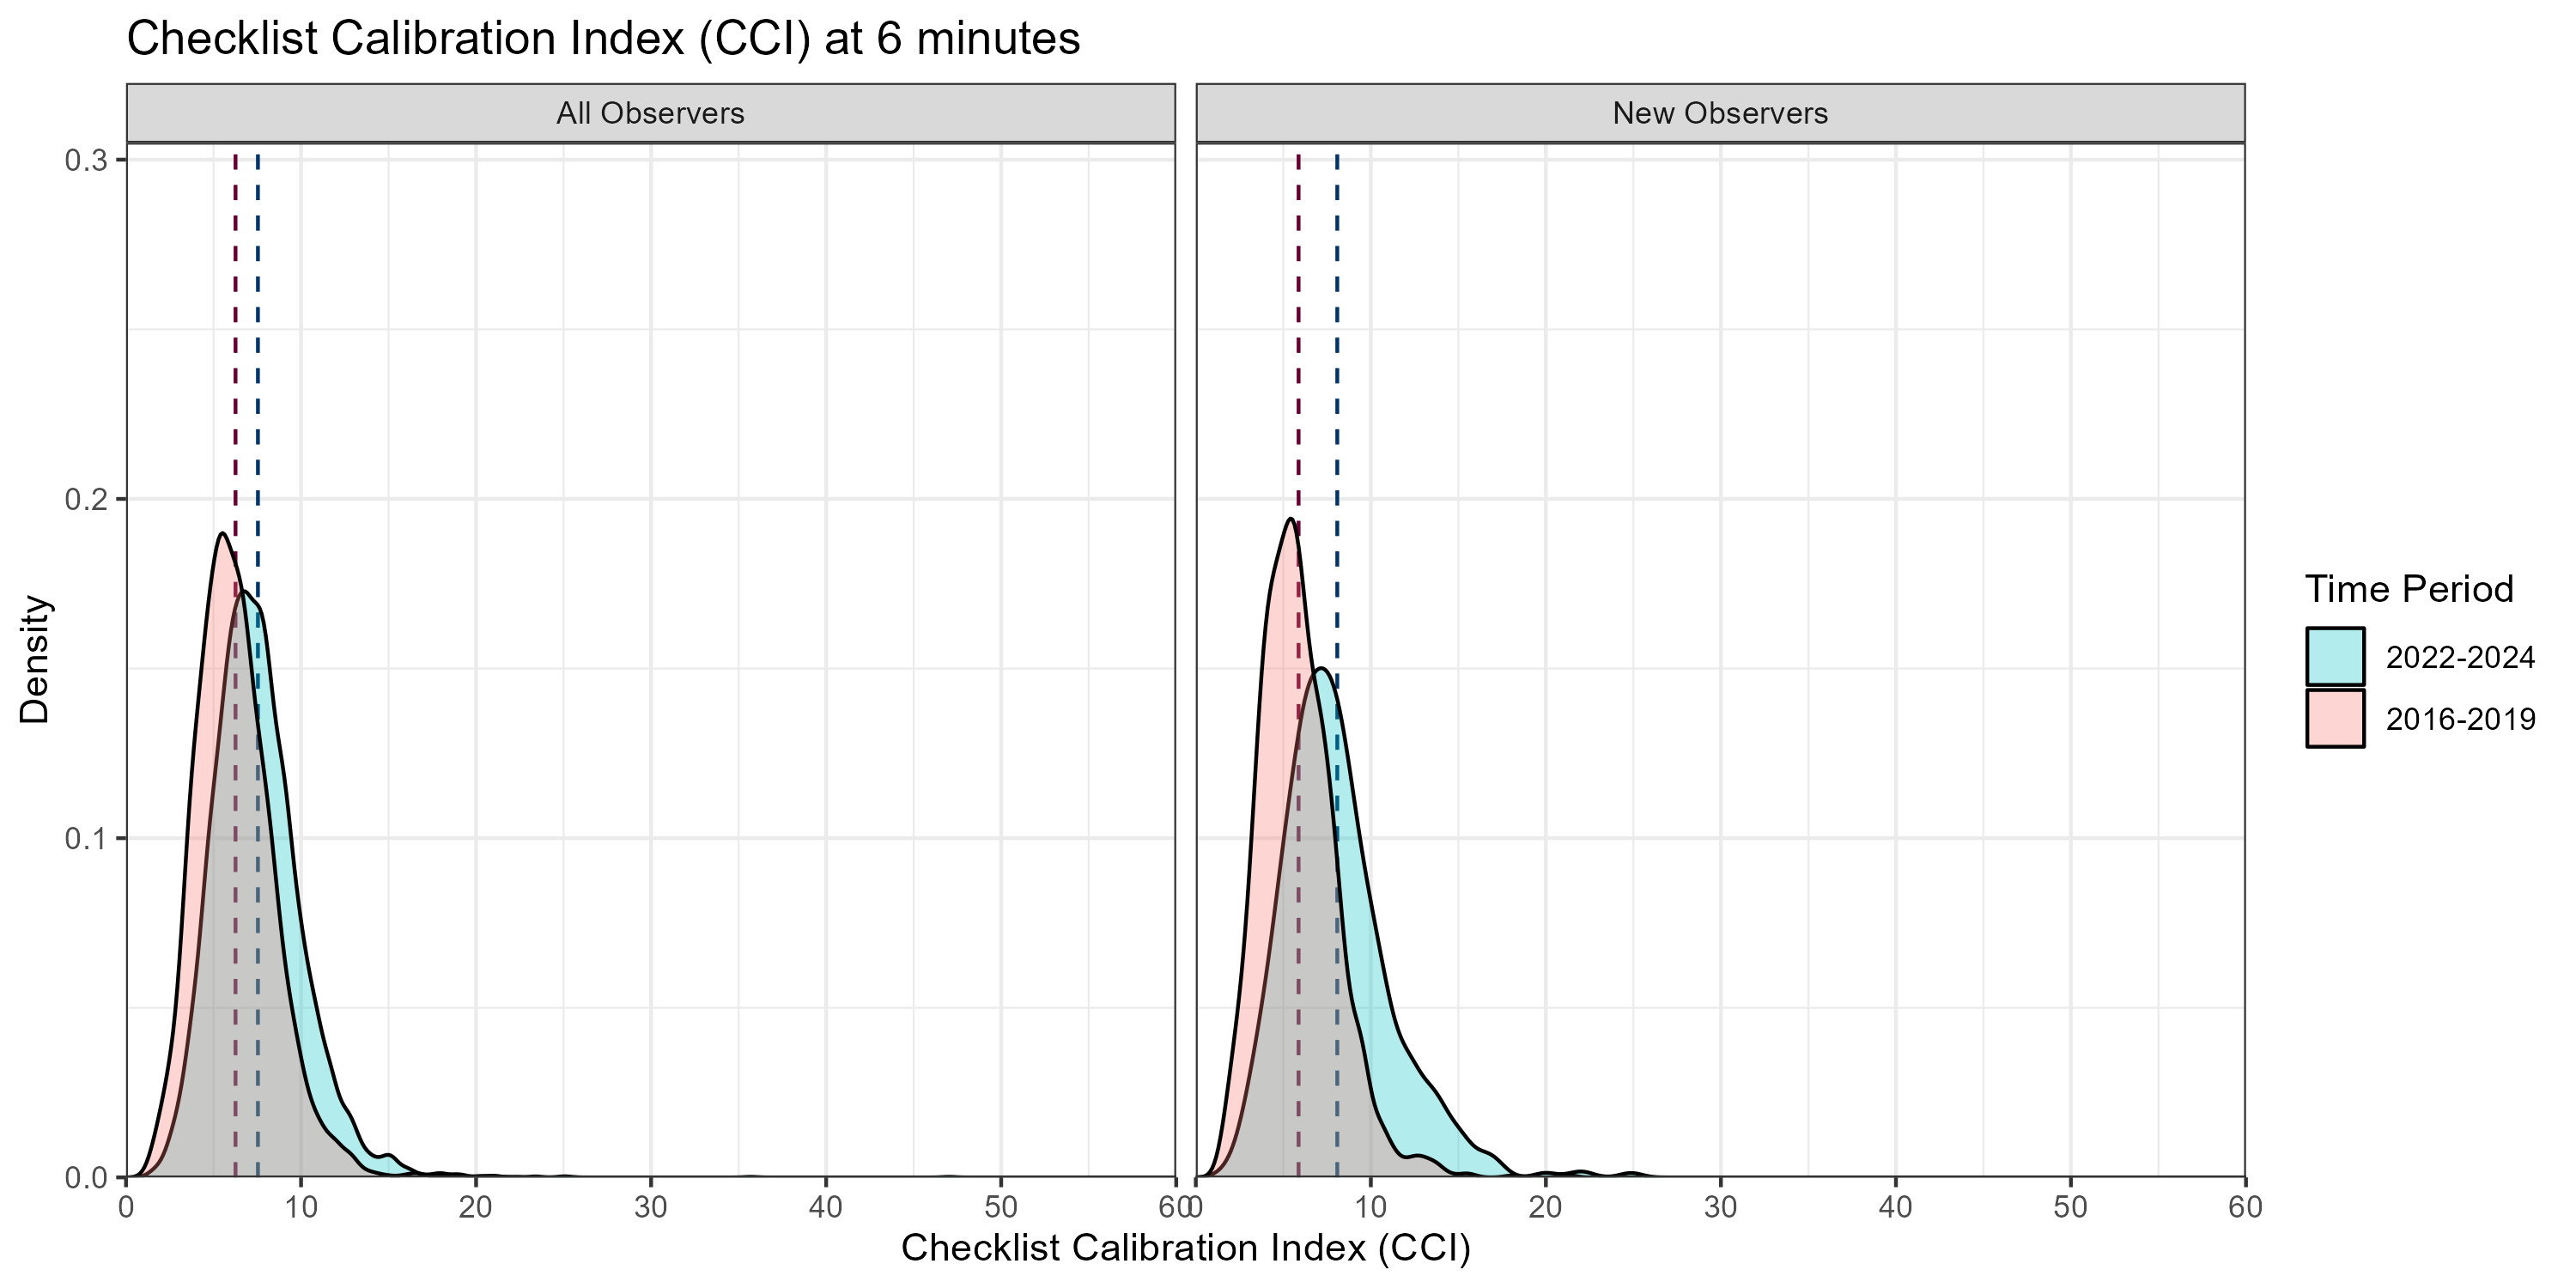 Checklist Calibration Index (CCI) at 6 minutes
All Observers
New Observers
0.3
0.2
0.1
0.0
Density
0 10 20 30 40 50 60
0 10 20 30 40 50 60
Checklist Calibration Index (CCI)
Time Period
2022-2024
2016-2019